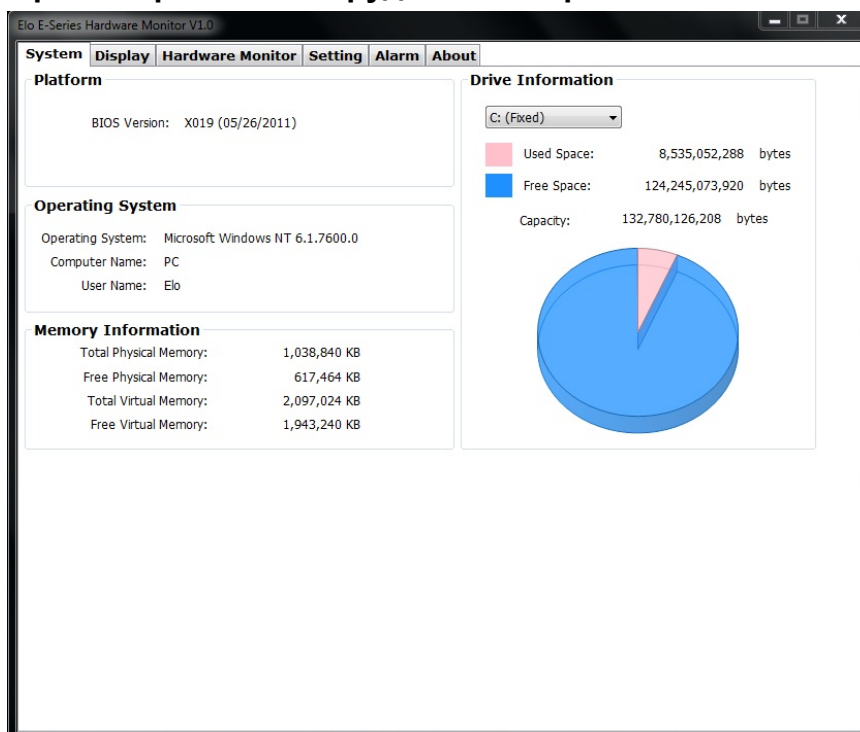 Elo E-Series Hardware Monitor V1.0
System Display Hardware Monitor Setting Alarm About
Platform
BIOS Version: X019 (05/26/2011)
Operating System
Operating System: Microsoft Windows NT 6.1.7600.0
Computer Name: PC
User Name: Elo
Memory Information
Total Physical Memory: 1,038,840 KB
Free Physical Memory: 617,464 KB
Total Virtual Memory: 2,097,024 KB
Free Virtual Memory: 1,943,240 KB
Drive Information
C: (Fixed)
Used Space: 8,535,052,288 bytes
Free Space: 124,245,073,920 bytes
Capacity: 132,780,126,208 bytes